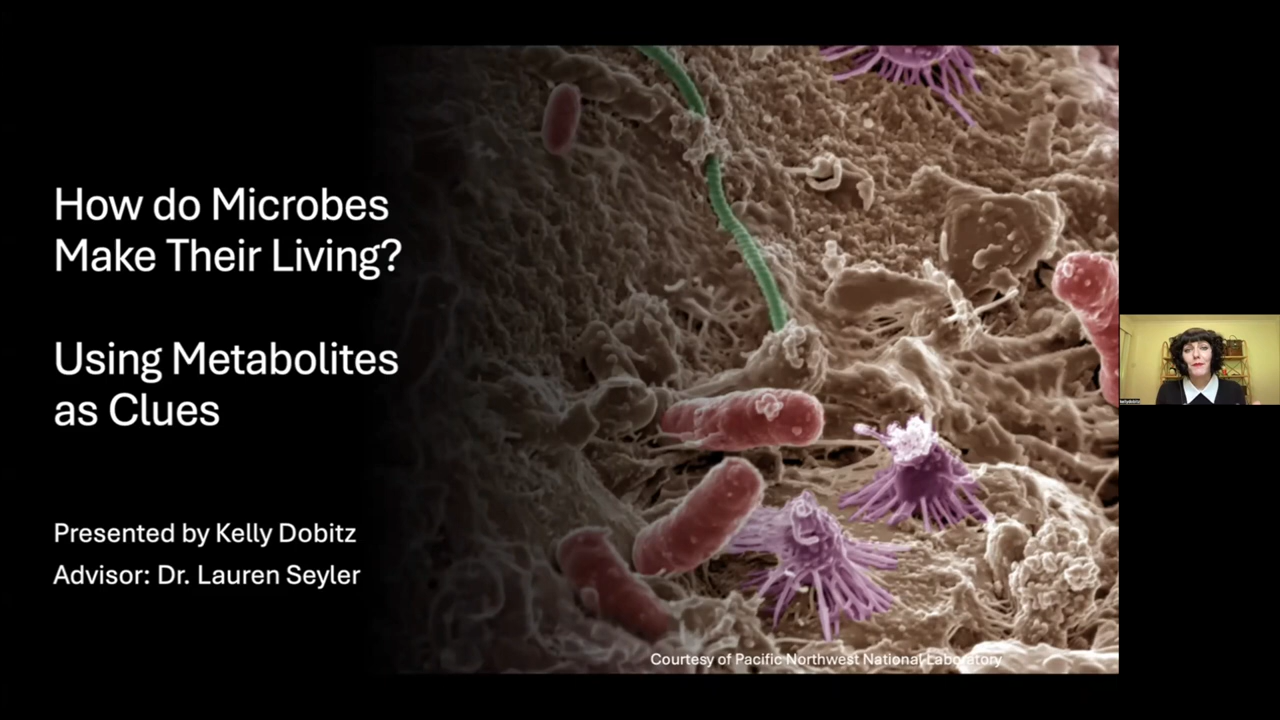 How do Microbes
Make Their Living?
Using Metabolites
as Clues
Presented by Kelly Dobitz
Advisor: Dr. Lauren Seyler
Courtesy of Pacific Northwest National Laboratory